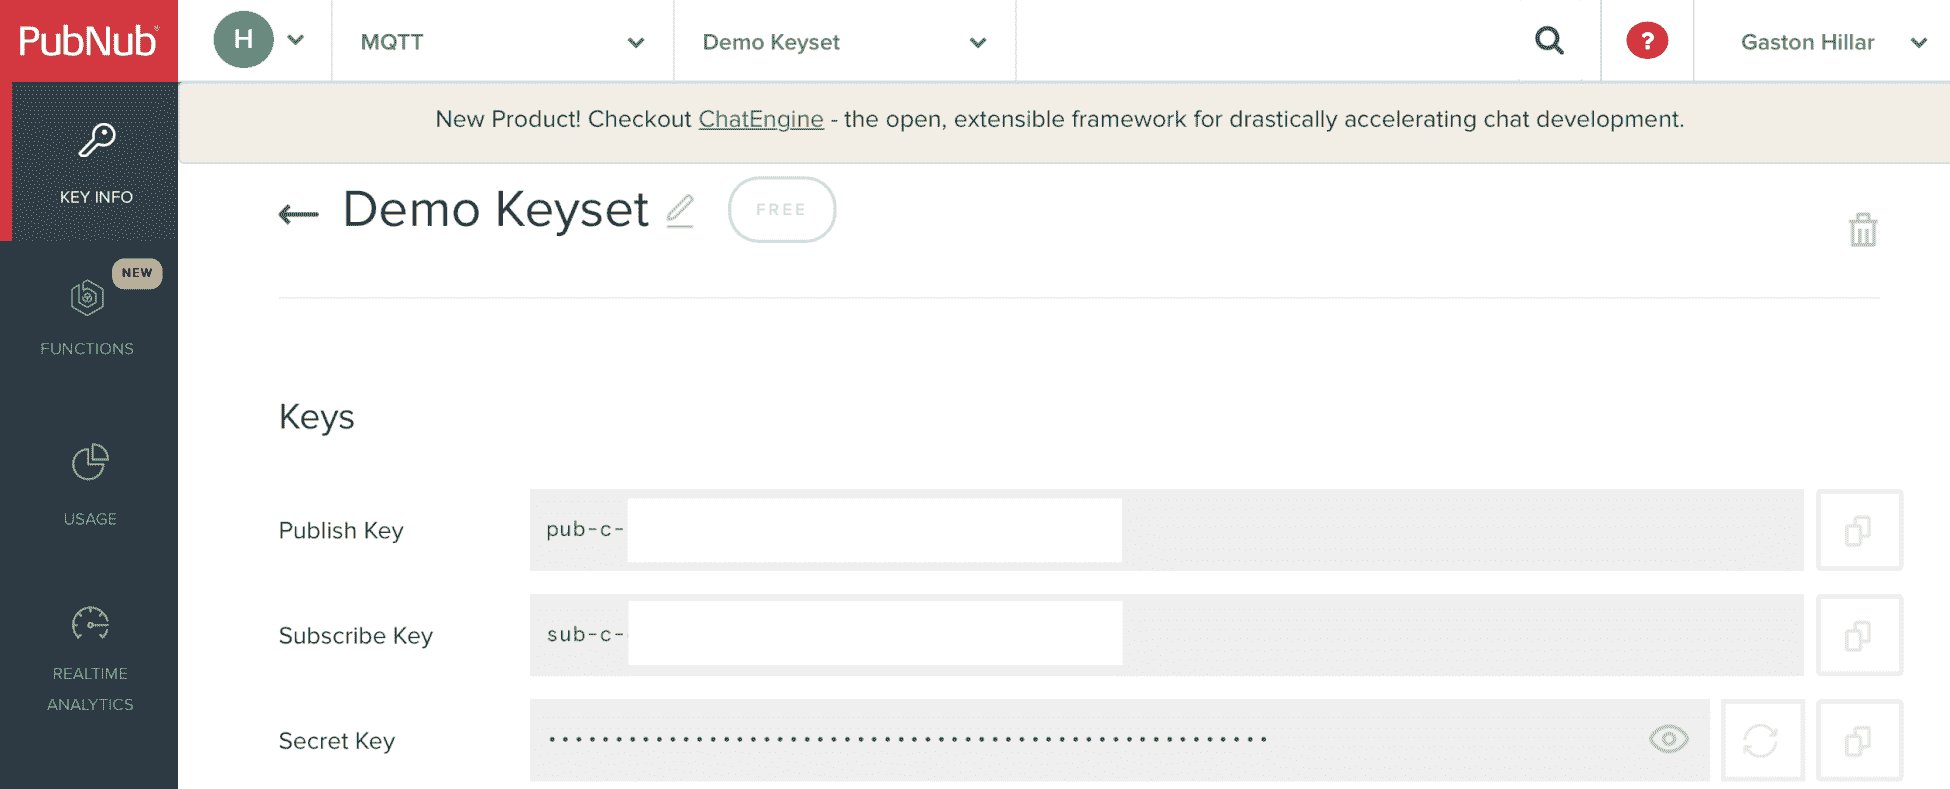 PubNub
H
MQTT
Demo Keyset
?
Gaston Hillar
New Product! Checkout ChatEngine - the open, extensible framework for drastically accelerating chat development.
KEY INFO
Demo Keyset
FREE
NEW
FUNCTIONS
Keys
USAGE
Publish Key
pub-c-
Subscribe Key
sub-c-
REALTIME
ANALYTICS
Secret Key